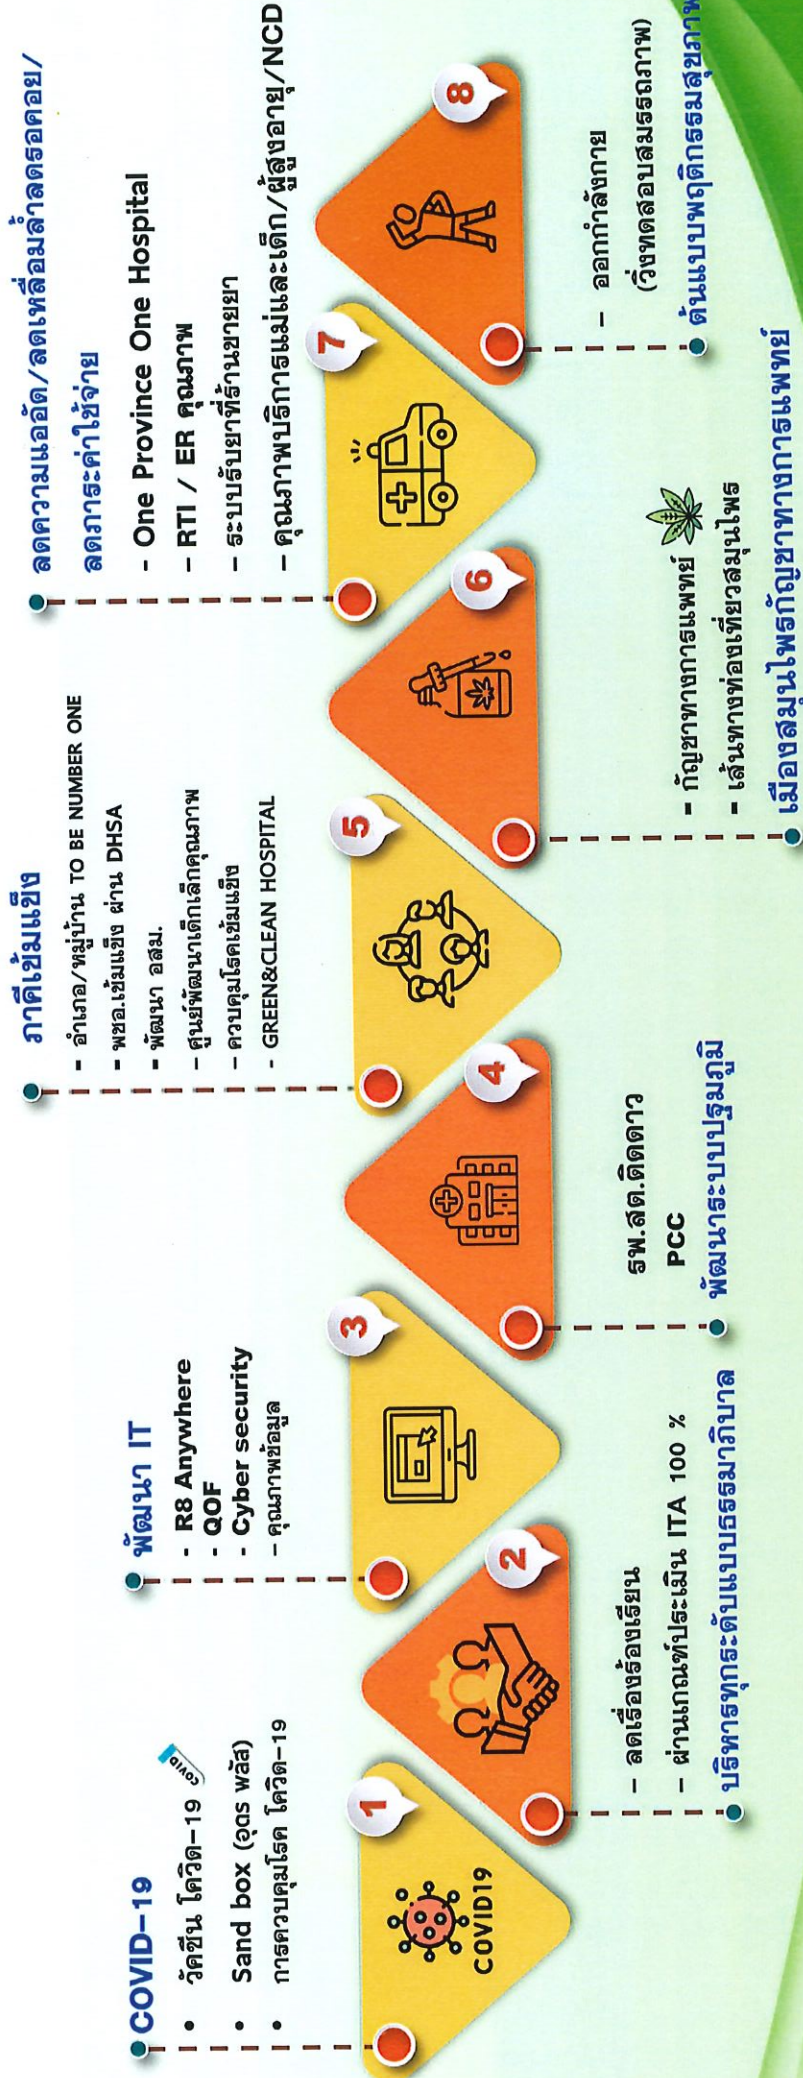 COVID-19
• วัคซีน โควิด-19
COVID
• Sand box (อุดร พลัส)
• การควบคุมโรค โควิด-19
1
COVID19
2
- ลดเรื่องร้องเรียน
- ผ่านเกณฑ์ประเมิน ITA 100 %
บริหารทุกระดับแบบธรรมาภิบาล
พัฒนา IT
- R8 Anywhere
- QOF
- Cyber security
- คุณภาพข้อมูล
3
4
รพ.สต.ติดดาว
PCC
พัฒนาระบบปฐมภูมิ
ภาคีเข้มแข็ง
- อำเภอ/หมู่บ้าน TO BE NUMBER ONE
- พชอ.เข้มแข็ง ผ่าน DHSA
- พัฒนา อสม.
- ศูนย์พัฒนาเด็กเล็กคุณภาพ
- ควบคุมโรคเข้มแข็ง
- GREEN&CLEAN HOSPITAL
5
6
- กัญชาทางการแพทย์
- เส้นทางท่องเที่ยวสมุนไพร
เมืองสมุนไพรกัญชาทางการแพทย์
ลดความแออัด/ลดเหลื่อมล้ำลดรอคอย/
ลดภาระค่าใช้จ่าย
- One Province One Hospital
- RTI / ER คุณภาพ
- ระบบรับยาที่ร้านขายยา
- คุณภาพบริการแม่และเด็ก/ผู้สูงอายุ/NCD
7
8
- ออกกำลังกาย
(วิ่งทดสอบสมรรถภาพ)
ต้นแบบพฤติกรรมสุขภาพ